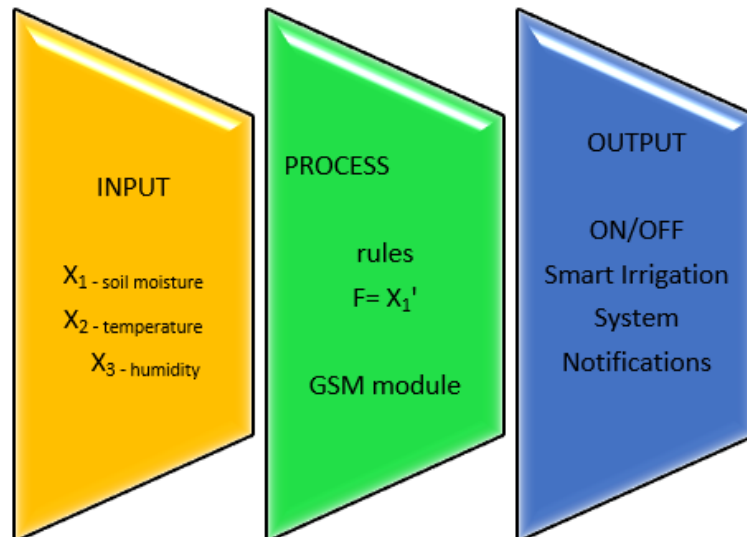 INPUT
X₁ - soil moisture
X₂ - temperature
X₃ - humidity
PROCESS
rules
F= X₁'
GSM module
OUTPUT
ON/OFF
Smart Irrigation
System
Notifications